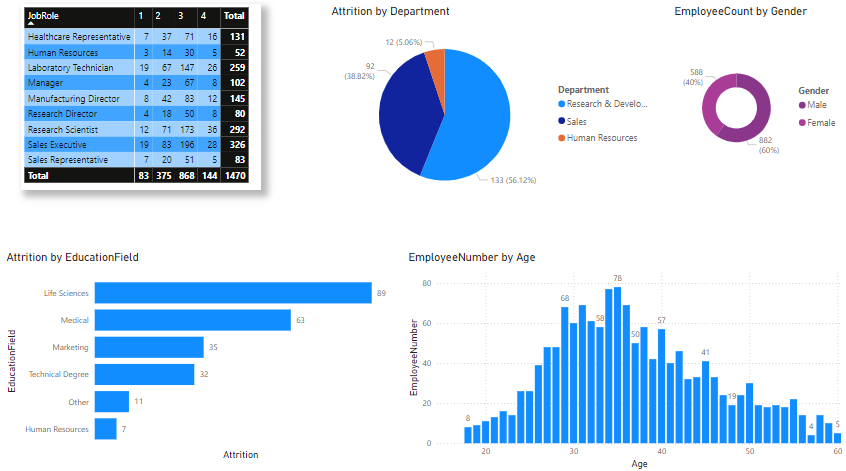 JobRole 1 2 3 4 Total
Healthcare Representative 7 37 71 16 131
Human Resources 3 14 30 5 52
Laboratory Technician 19 67 147 26 259
Manager 4 23 67 8 102
Manufacturing Director 8 42 83 12 145
Research Director 4 18 50 8 80
Research Scientist 12 71 173 36 292
Sales Executive 19 83 196 28 326
Sales Representative 7 20 51 5 83
Total 83 375 868 144 1470
Attrition by Department
12 (5.06%)
92
(38.82%)
133 (56.12%)
Department
Research & Develo...
Sales
Human Resources
EmployeeCount by Gender
588
(40%)
882
(60%)
Gender
Male
Female
Attrition by EducationField
EducationField
Life Sciences 89
Medical 63
Marketing 35
Technical Degree 32
Other 11
Human Resources 7
Attrition
EmployeeNumber by Age
EmployeeNumber
80
60
40
20
0
8
68
58
78
50
57
41
19
4
5
20 30 40 50 60
Age